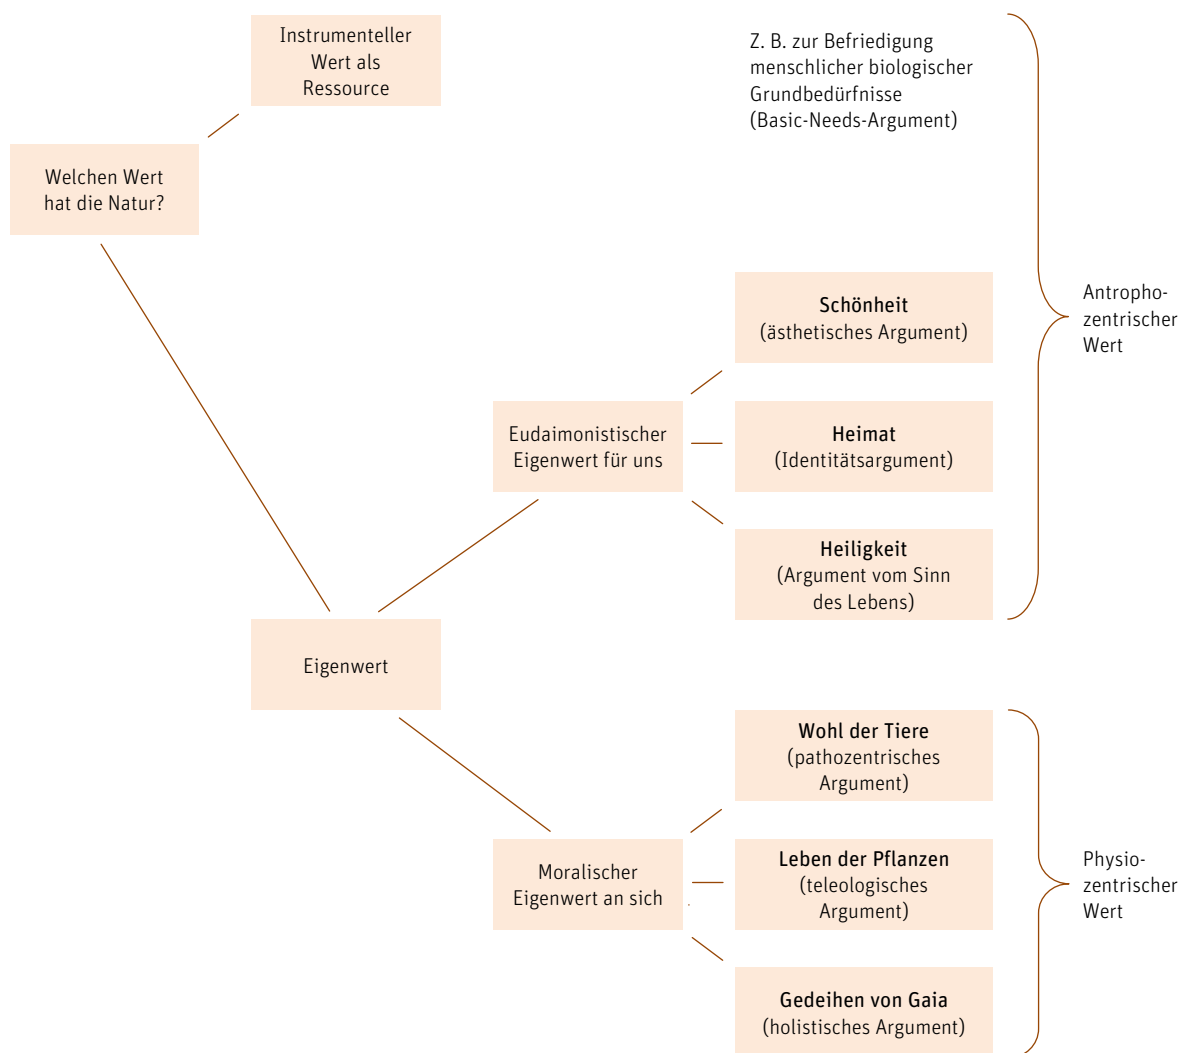 Instrumenteller
Wert als
Ressource
Z. B. zur Befriedigung
menschlicher biologischer
Grundbedürfnisse
(Basic-Needs-Argument)
Welchen Wert
hat die Natur?
Schönheit
(ästhetisches Argument)
Antropho-
zentrischer
Wert
Eudaimonistischer
Eigenwert für uns
Heimat
(Identitätsargument)
Heiligkeit
(Argument vom Sinn
des Lebens)
Eigenwert
Wohl der Tiere
(pathozentrisches
Argument)
Moralischer
Eigenwert an sich
Leben der Pflanzen
(teleologisches
Argument)
Physio-
zentrischer
Wert
Gedeihen von Gaia
(holistisches Argument)